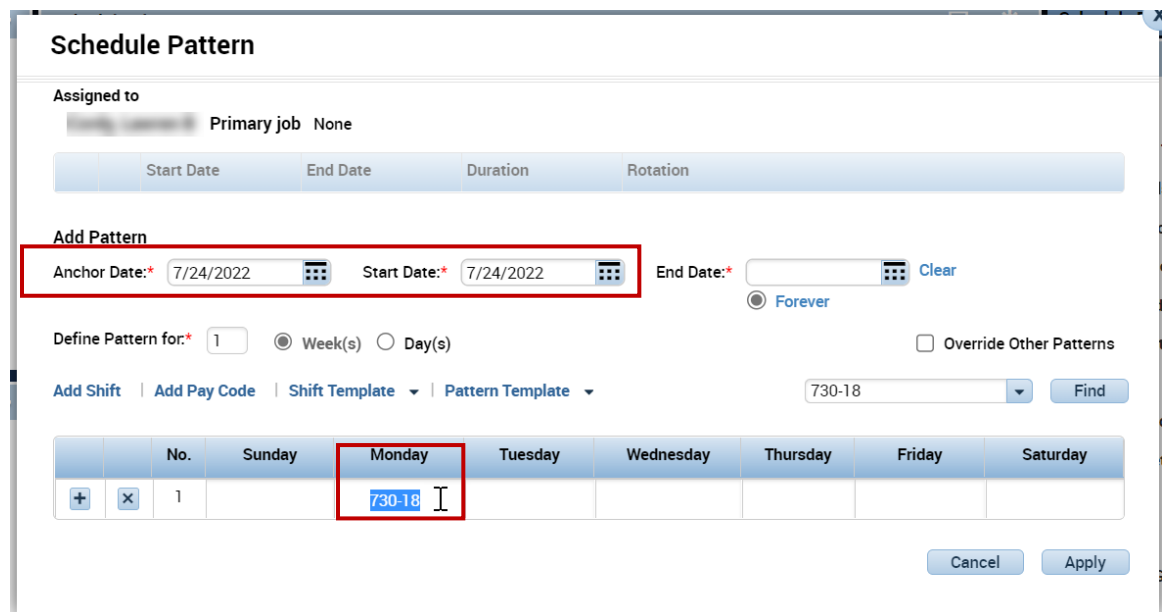 Schedule Pattern
Assigned to
Primary job None
Start Date End Date Duration Rotation
Add Pattern
Anchor Date:* 7/24/2022 Start Date:* 7/24/2022 End Date:* Clear
Forever
Define Pattern for:* 1 Week(s) Day(s) Override Other Patterns
Add Shift | Add Pay Code | Shift Template | Pattern Template 730-18 Find
No. Sunday Monday Tuesday Wednesday Thursday Friday Saturday
1 730-18
Cancel Apply